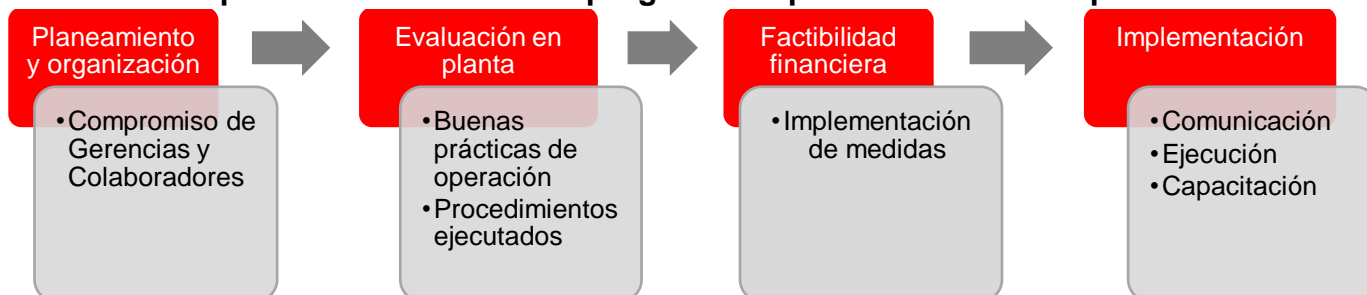 Planeamiento
y organización
•Compromiso de
Gerencias y
Colaboradores
Evaluación en
planta
•Buenas
prácticas de
operación
•Procedimientos
ejecutados
Factibilidad
financiera
•Implementación
de medidas
Implementación
•Comunicación
•Ejecución
•Capacitación